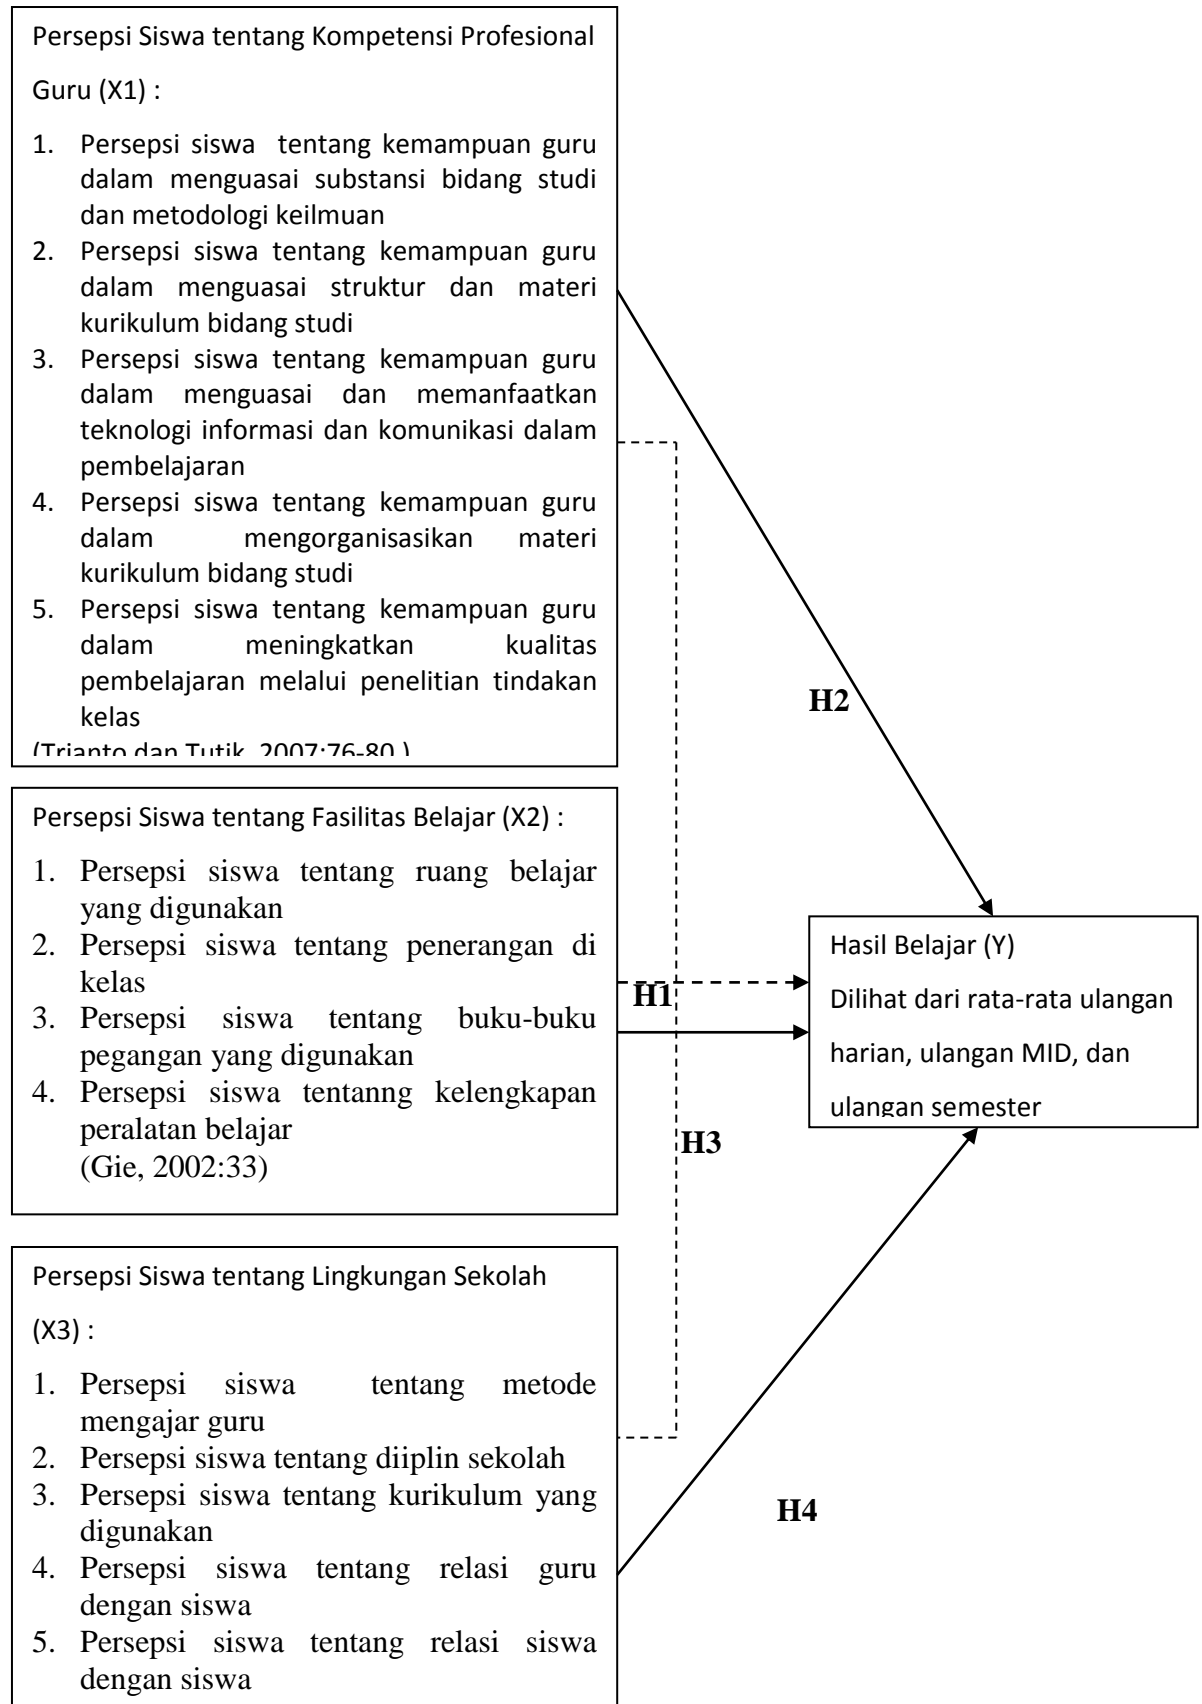 Persepsi Siswa tentang Kompetensi Profesional
Guru (X1) :
1. Persepsi siswa tentang kemampuan guru
dalam menguasai substansi bidang studi
dan metodologi keilmuan
2. Persepsi siswa tentang kemampuan guru
dalam menguasai struktur dan materi
kurikulum bidang studi
3. Persepsi siswa tentang kemampuan guru
dalam menguasai dan memanfaatkan
teknologi informasi dan komunikasi dalam
pembelajaran
4. Persepsi siswa tentang kemampuan guru
dalam mengorganisasikan materi
kurikulum bidang studi
5. Persepsi siswa tentang kemampuan guru
dalam meningkatkan kualitas
pembelajaran melalui penelitian tindakan
kelas
(Trianto dan Tutik, 2007:76-80 )
H2
Persepsi Siswa tentang Fasilitas Belajar (X2) :
1. Persepsi siswa tentang ruang belajar
yang digunakan
2. Persepsi siswa tentang penerangan di
kelas
3. Persepsi siswa tentang buku-buku
pegangan yang digunakan
4. Persepsi siswa tentanng kelengkapan
peralatan belajar
(Gie, 2002:33)
H1
H3
Hasil Belajar (Y)
Dilihat dari rata-rata ulangan
harian, ulangan MID, dan
ulangan semester
Persepsi Siswa tentang Lingkungan Sekolah
(X3) :
1. Persepsi siswa tentang metode
mengajar guru
2. Persepsi siswa tentang diiplin sekolah
3. Persepsi siswa tentang kurikulum yang
digunakan
4. Persepsi siswa tentang relasi guru
dengan siswa
5. Persepsi siswa tentang relasi siswa
dengan siswa
H4